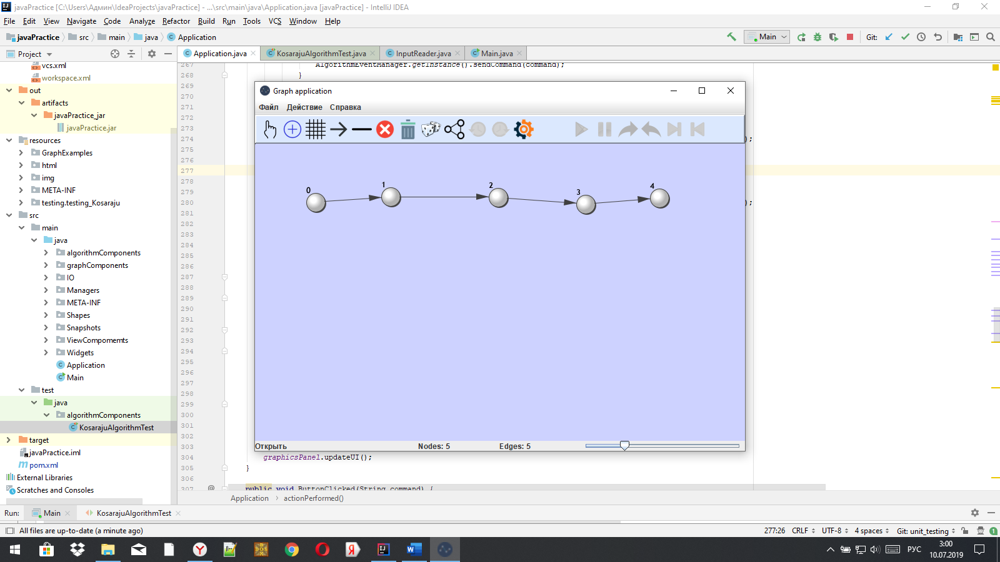 javaPractice [C:\Users\Админ\IdeaProjects\javaPractice] - ...\src\main\java\Application.java [javaPractice] - IntelliJ IDEA
File Edit View Navigate Code Analyze Refactor Build Run Tools VCS Window Help
javaPractice src main java Application
Main Git:
Project
Application.java KosarajuAlgorithmTest.java InputReader.java Main.java
vcs.xml
workspace.xml
out
artifacts
javaPractice_jar
javaPractice.jar
resources
GraphExamples
html
img
META-INF
testing.testing_Kosaraju
src
main
java
algorithmComponents
graphComponents
IO
Managers
META-INF
Shapes
Snapshots
ViewCompomemts
Widgets
Application
Main
test
java
algorithmComponents
KosarajuAlgorithmTest
target
javaPractice.iml
pom.xml
External Libraries
Scratches and Consoles
267 AlgorithmEventManager.getInstance().sendCommand(command);
268 }
269
270
271
272
273
274 );
275
276
277
278
279
280 );
281
282
283
284
285
286
287
288
289
290
291
292
293
294
295
296
297
298
299
300
301
302
303
304 graphicsPanel.updateUI();
305 }
306
307 @ public void ButtonClicked(String command) {
Graph application
Файл Действие Справка
0
1
2
3
4
Открыть Nodes: 5 Edges: 5
Application actionPerformed()
Run: Main KosarajuAlgorithmTest
All files are up-to-date (a minute ago) 277:26 CRLF UTF-8 4 spaces Git: unit_testing 1
DOS
W
РУС
3:00
10.07.2019